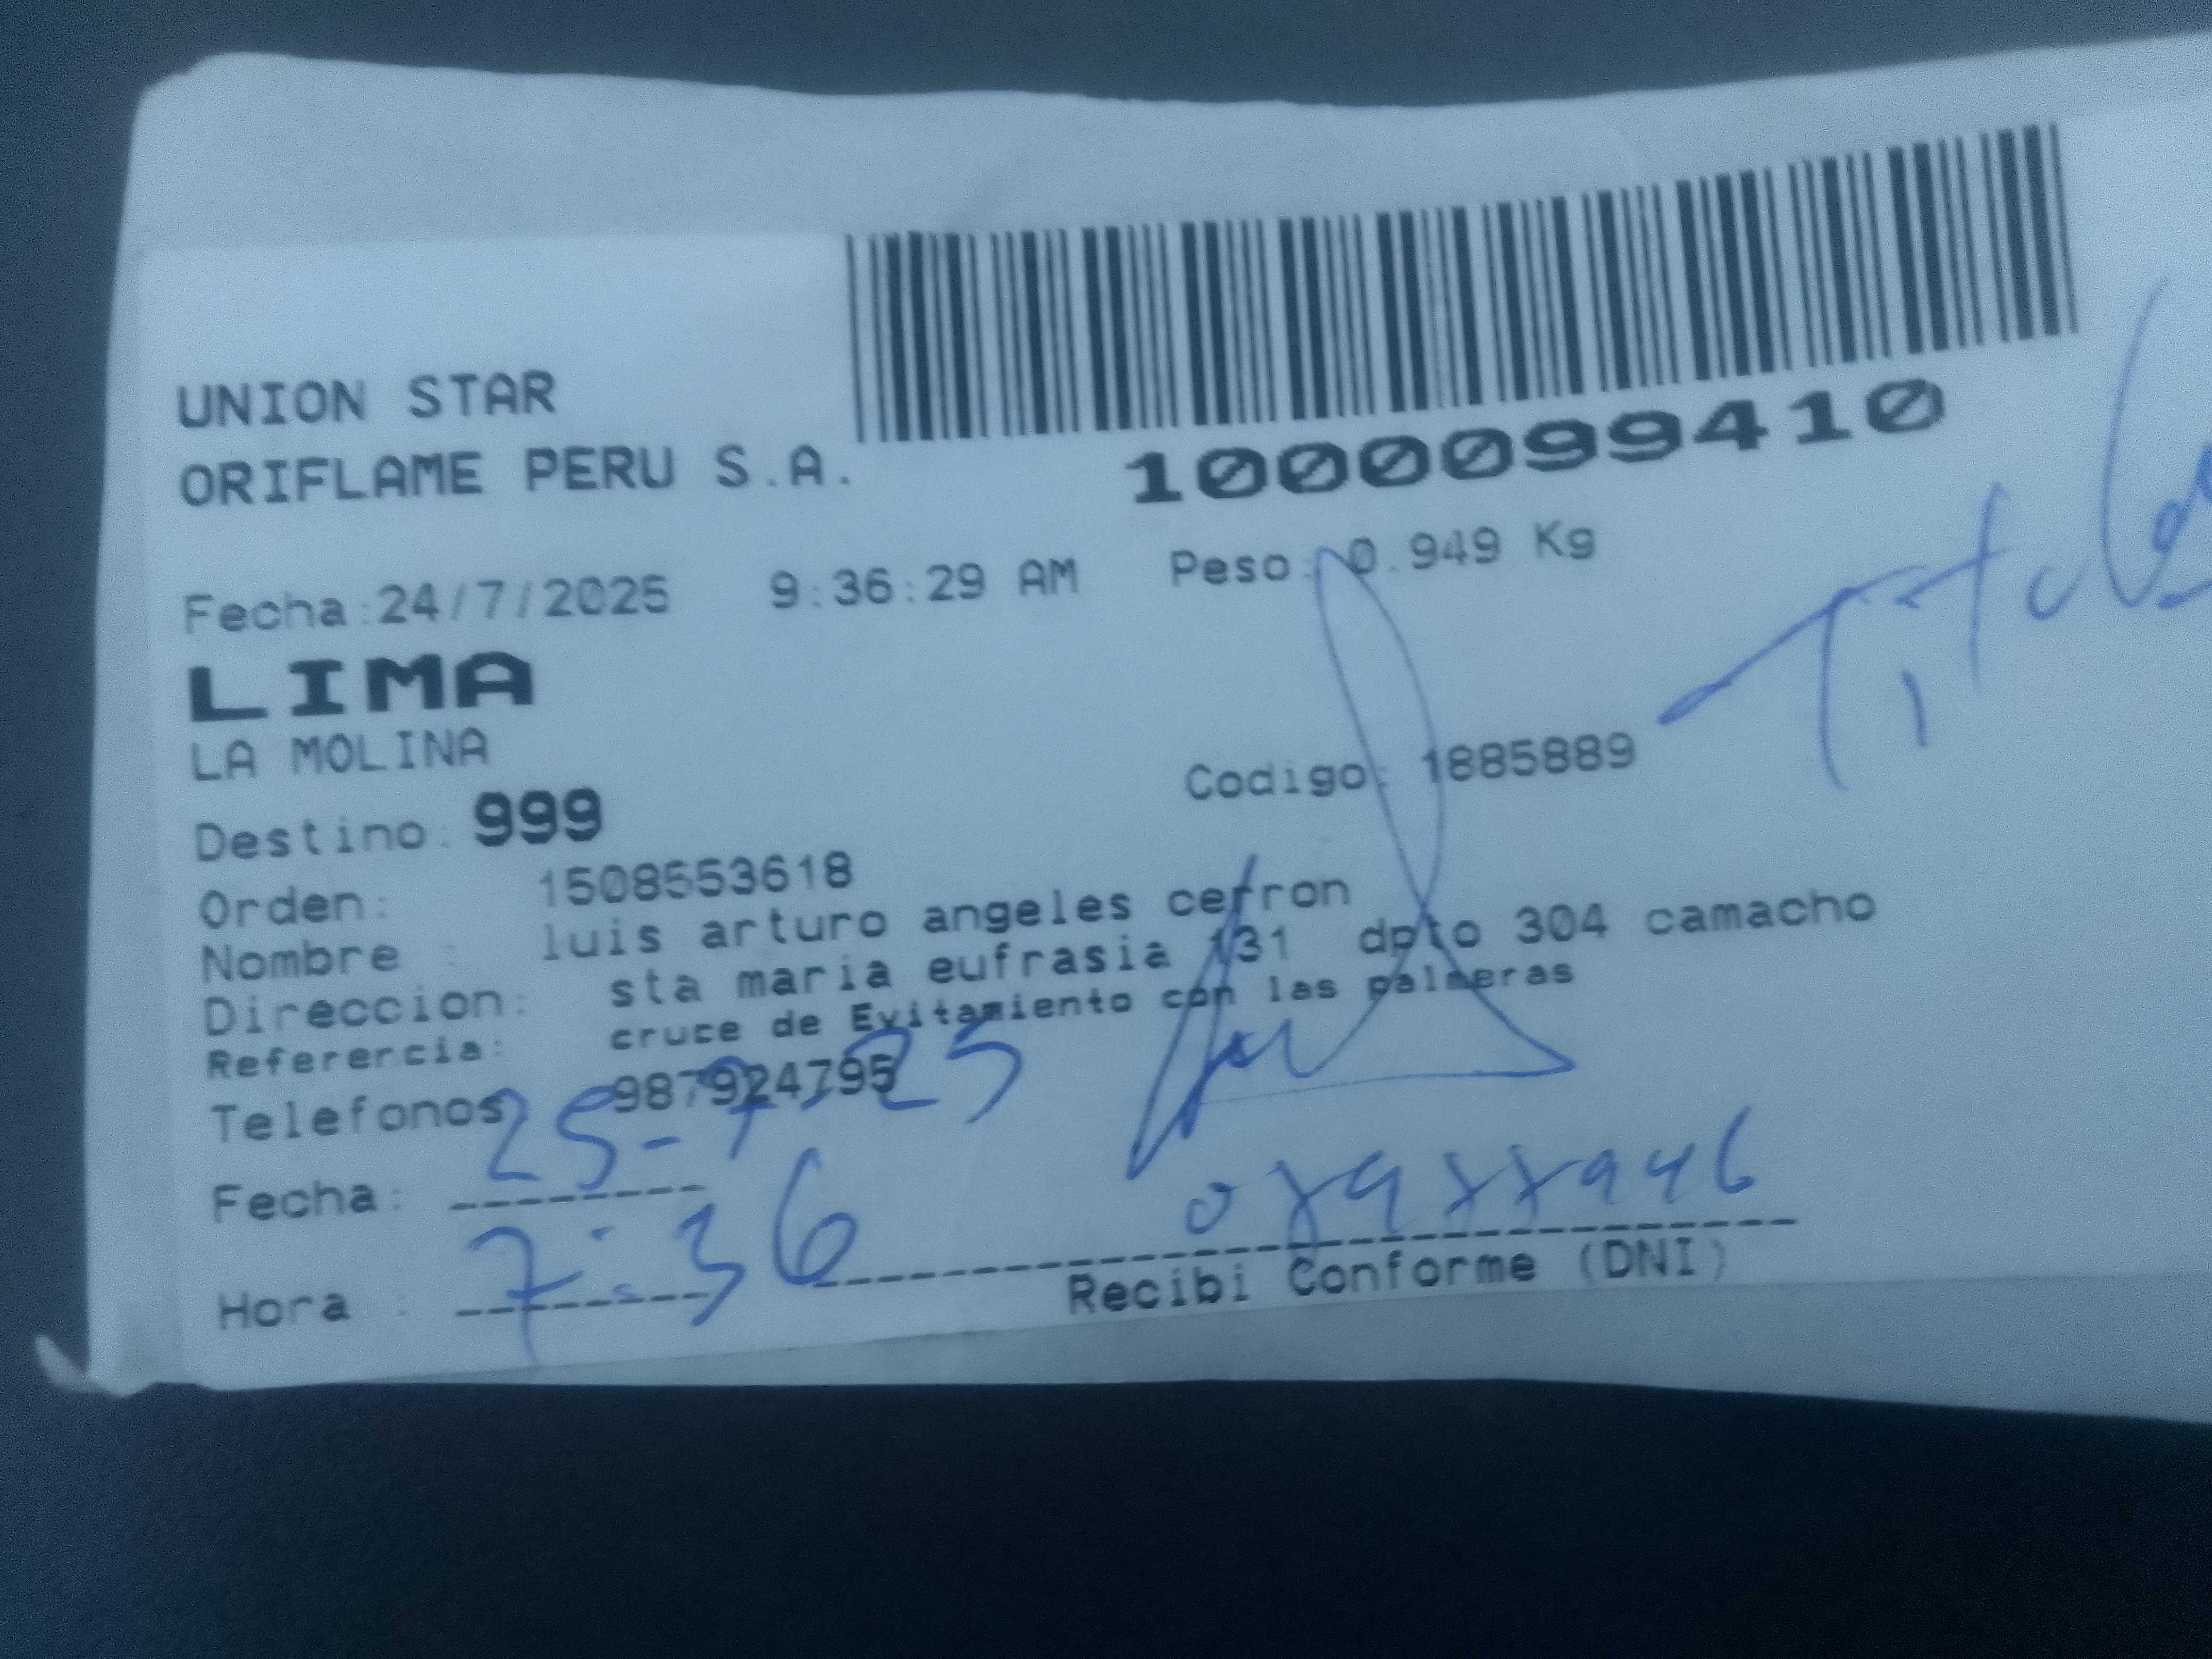 UNION STAR
ORIFLAME PERU S.A.
1000099410
Fecha:24/7/2025 9:36:29 AM Peso: 0.949 Kg
LIMA
LA MOLINA
Codigo: 1885889
Titular
Destino: 999
Orden: 1508553618
Nombre : luis arturo angeles cerron
Direccion: sta maria eufrasia 131 dpto 304 camacho
Referencia: cruce de Evitamiento con las palmeras
Telefonos 987924795
Fecha: 25-7-25
Hora : 7:36
Recibi Conforme (DNI)